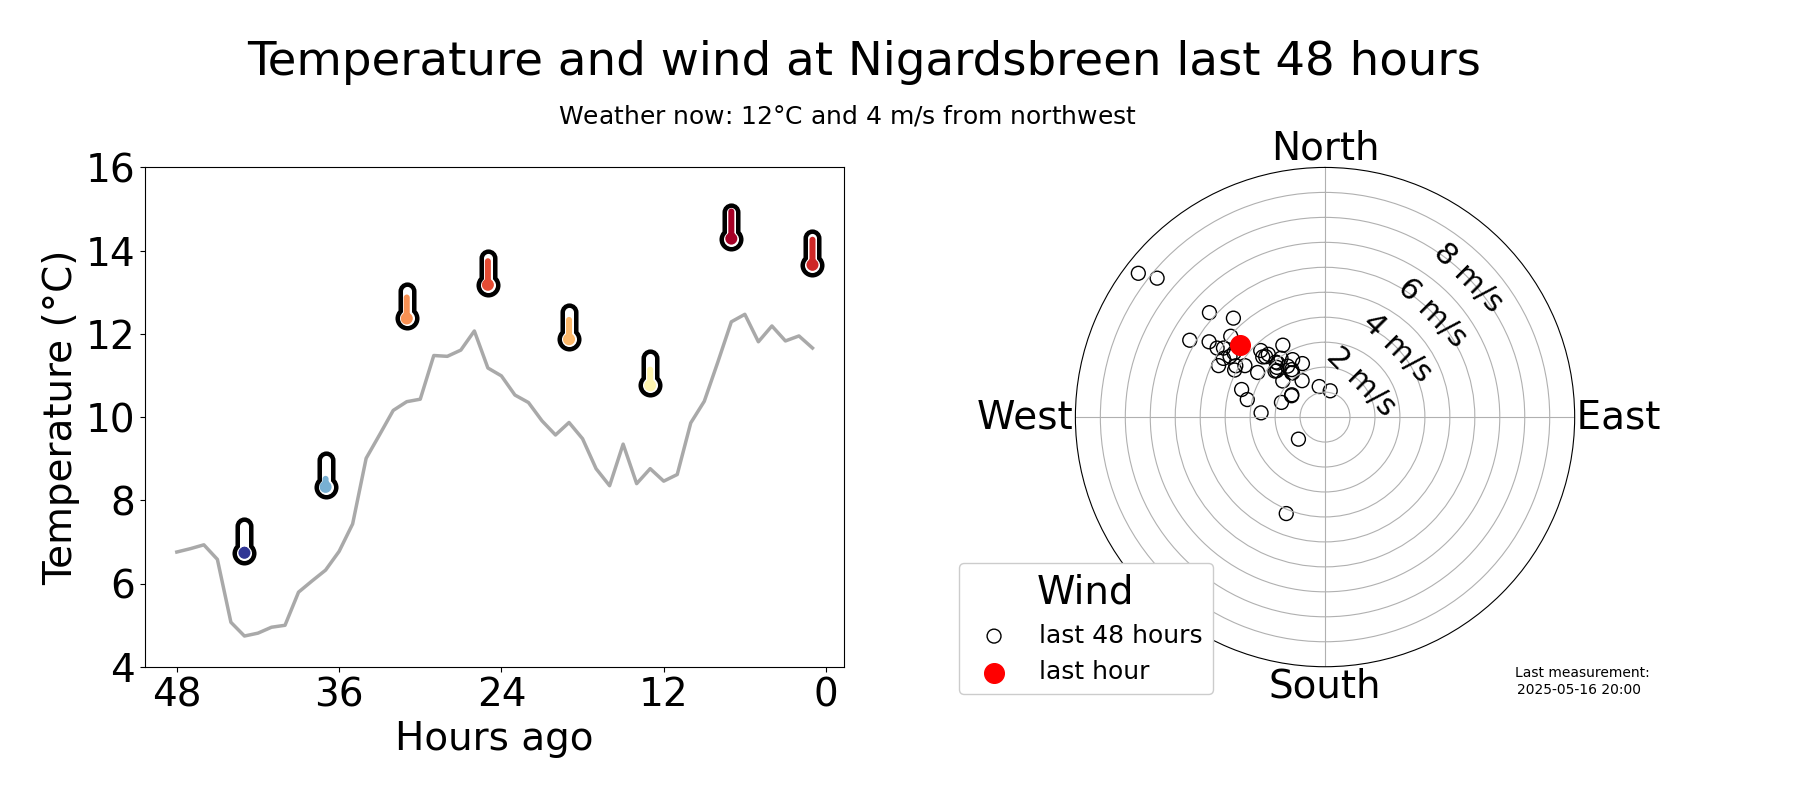 Temperature and wind at Nigardsbreen last 48 hours
Weather now: 12°C and 4 m/s from northwest
16
14
12
10
8
6
4
Temperature (°C)
48 36 24 12 0
Hours ago
North
West
East
South
8 m/s
6 m/s
4 m/s
2 m/s
Wind
last 48 hours
last hour
Last measurement:
2025-05-16 20:00